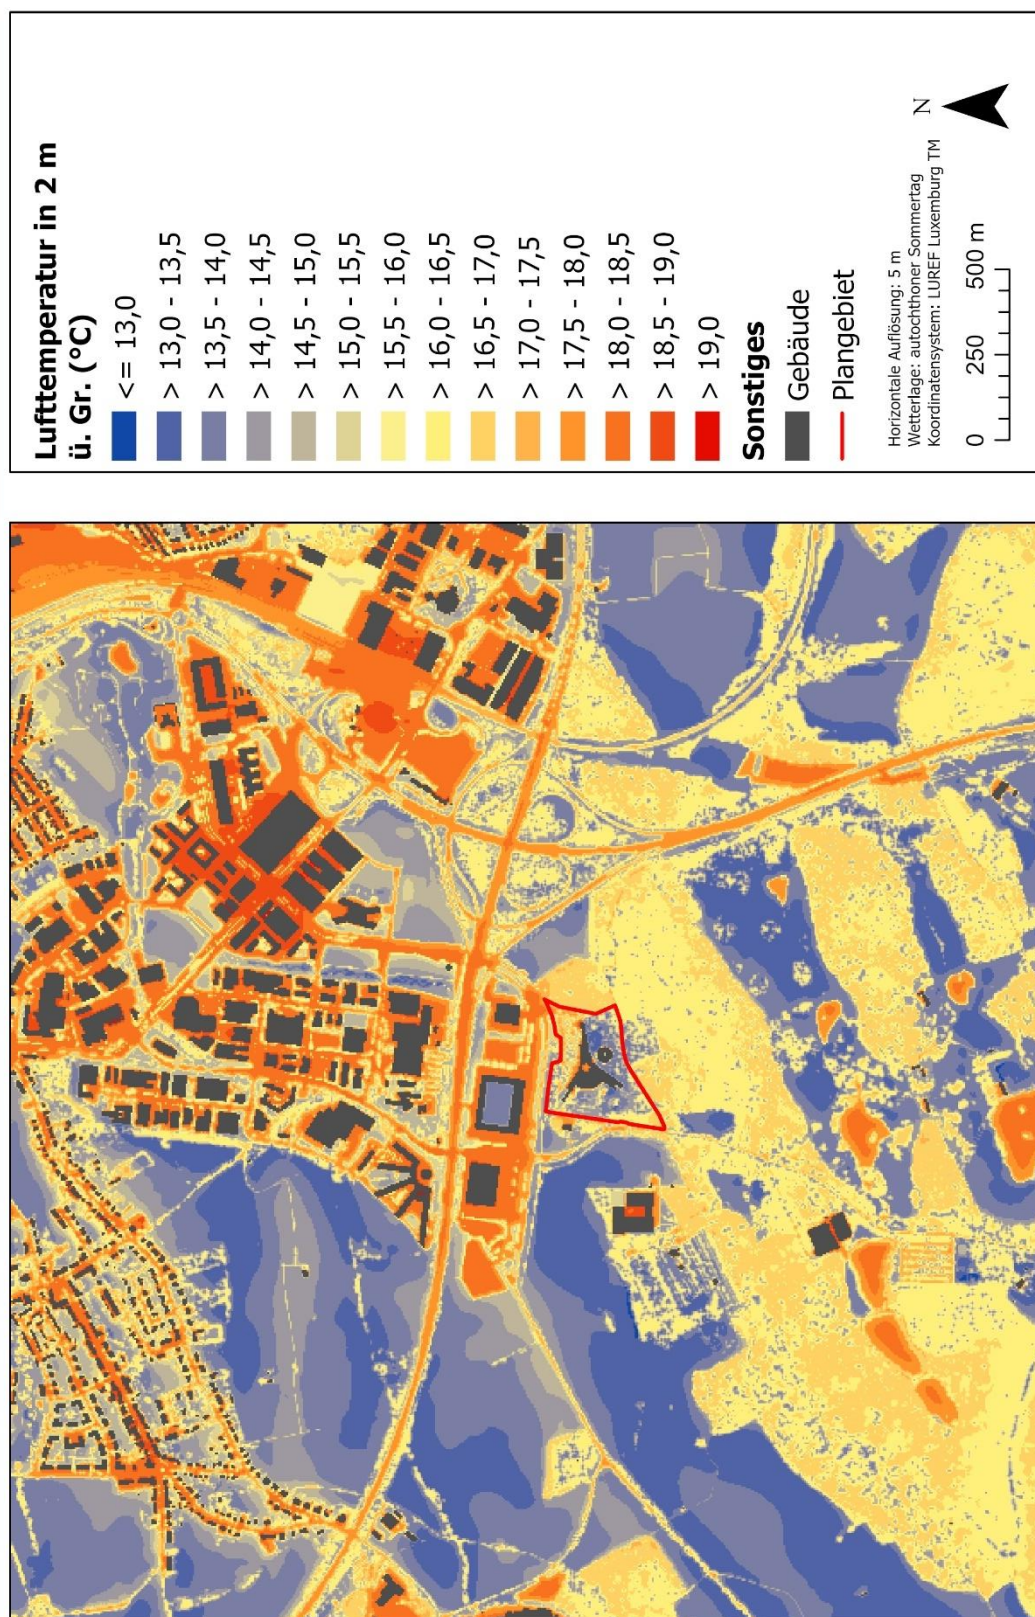 Lufttemperatur in 2 m
ü. Gr. (°C)
<= 13,0
> 13,0 - 13,5
> 13,5 - 14,0
> 14,0 - 14,5
> 14,5 - 15,0
> 15,0 - 15,5
> 15,5 - 16,0
> 16,0 - 16,5
> 16,5 - 17,0
> 17,0 - 17,5
> 17,5 - 18,0
> 18,0 - 18,5
> 18,5 - 19,0
> 19,0
Sonstiges
Gebäude
Plangebiet
Horizontale Auflösung: 5 m
Wetterlage: autochthoner Sommertag
Koordinatensystem: LUREF Luxemburg TM
N
0 250 500 m